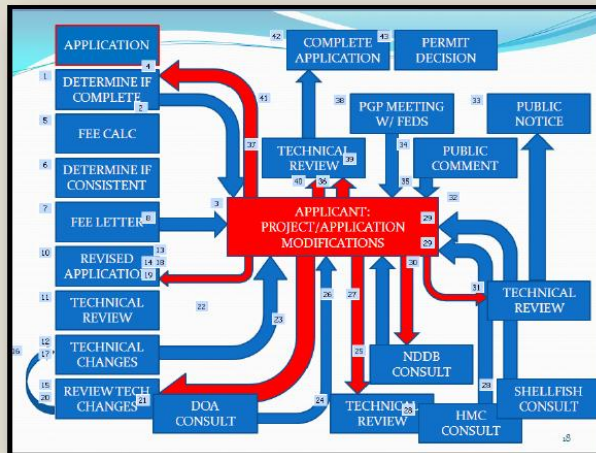 APPLICATION
4
1
DETERMINE IF
COMPLETE
2
5
FEE CALC
6
DETERMINE IF
CONSISTENT
7
FEE LETTER
8
10
REVISED
APPLICATION
13
14
18
19
11
TECHNICAL
REVIEW
12
17
TECHNICAL
CHANGES
16
15
20
REVIEW TECH
CHANGES
21
DOA
CONSULT
42
COMPLETE
APPLICATION
43
PERMIT
DECISION
41
37
38
PGP MEETING
W/ FEDS
33
PUBLIC
NOTICE
TECHNICAL
REVIEW
39
34
PUBLIC
COMMENT
40
36
35
32
3
APPLICANT:
PROJECT/APPLICATION
MODIFICATIONS
29
29
22
23
26
27
30
31
TECHNICAL
REVIEW
25
NDDB
CONSULT
24
TECHNICAL
REVIEW
28
28
HMC
CONSULT
SHELLFISH
CONSULT